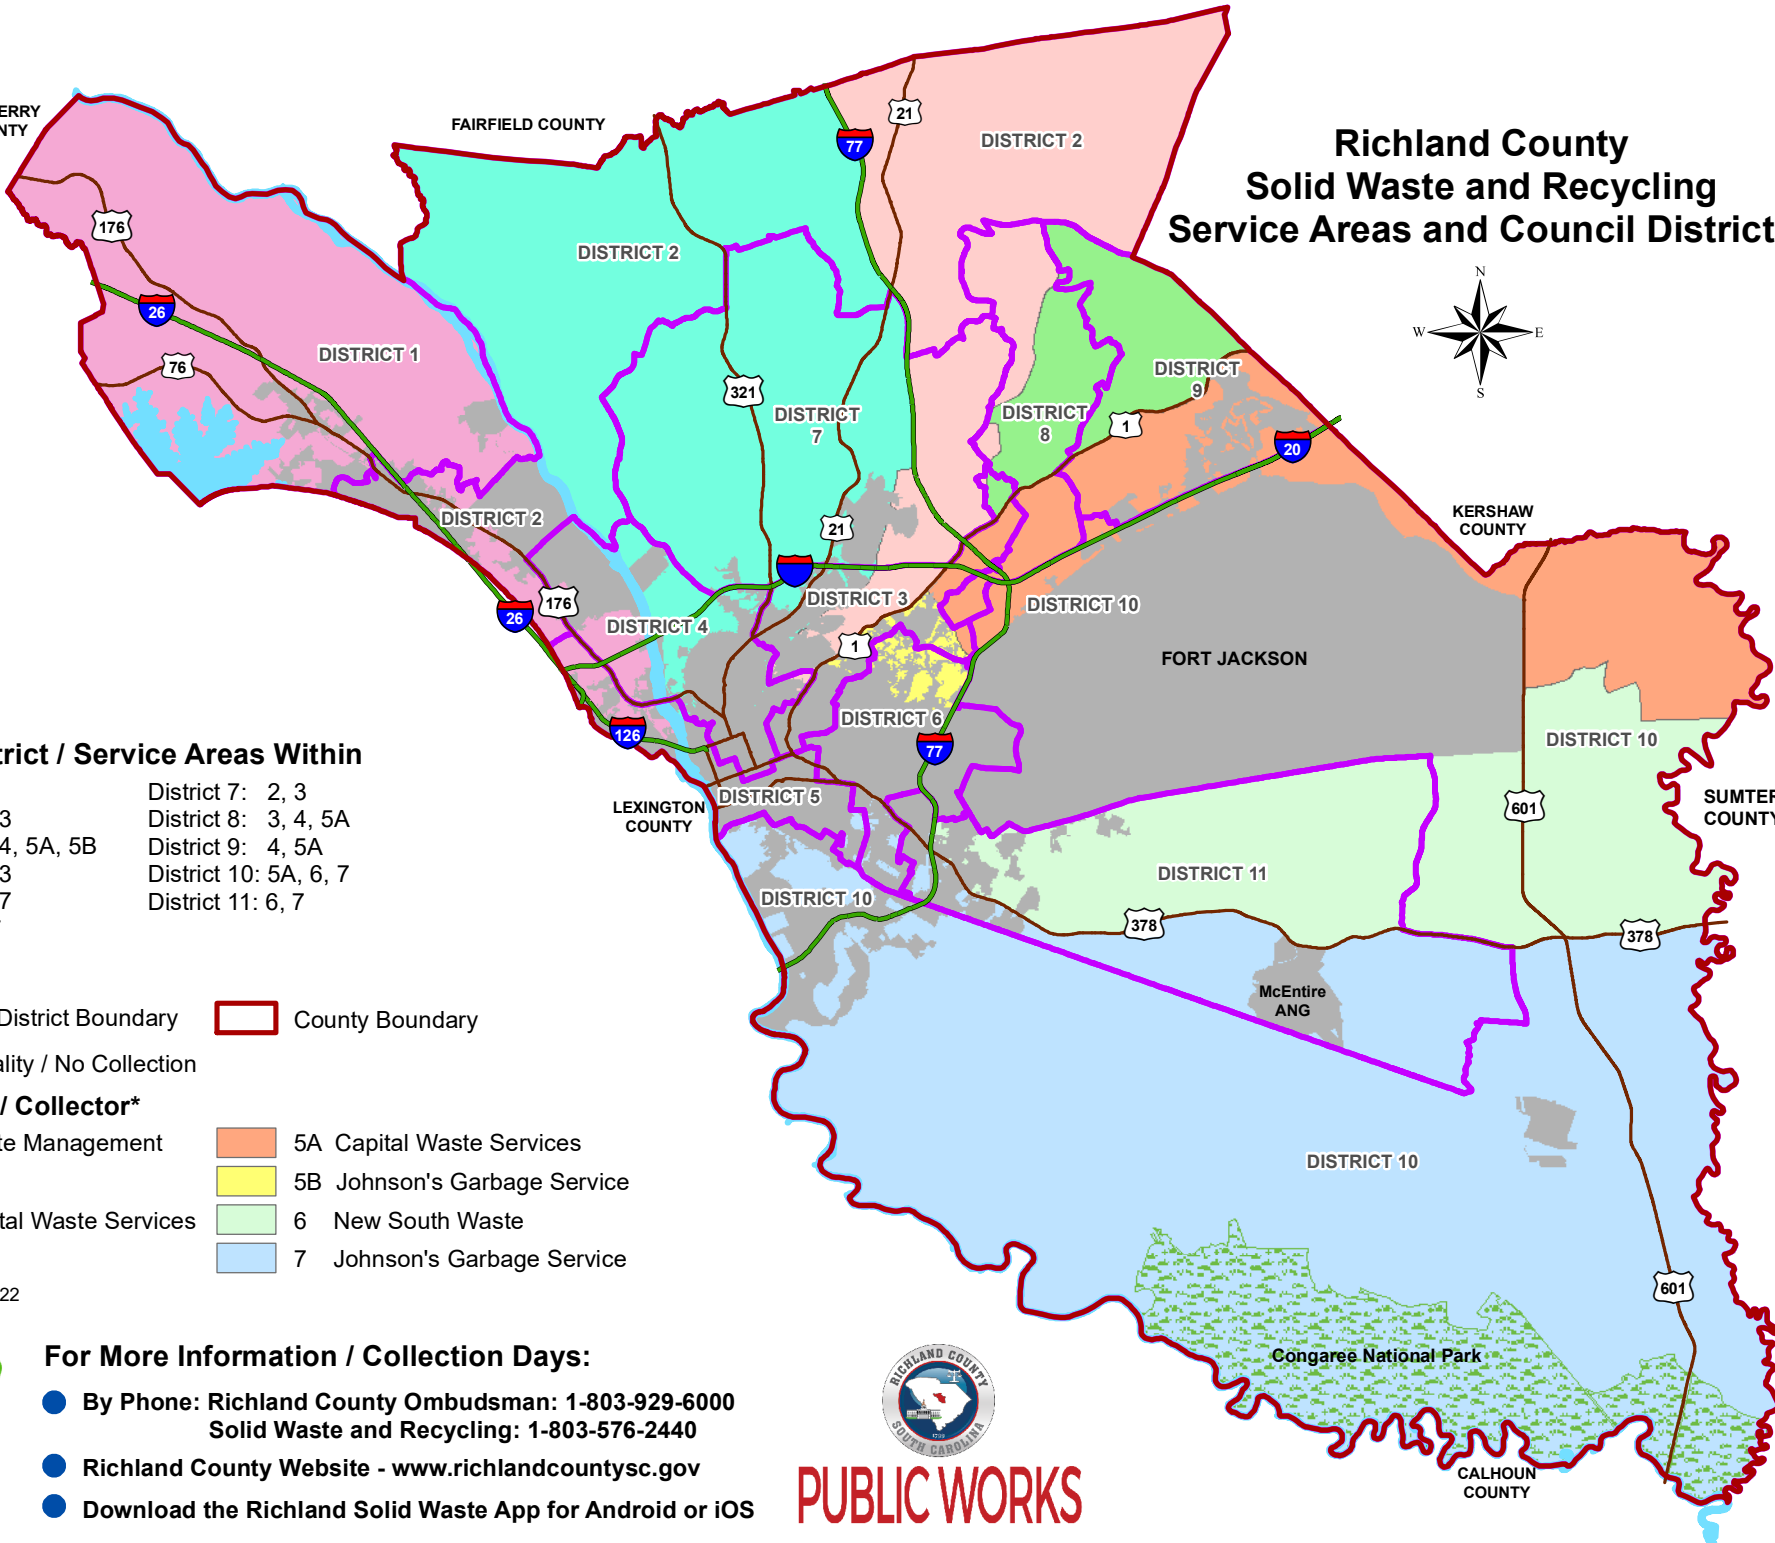 ERRY
NTY
FAIRFIELD COUNTY
21
77
DISTRICT 2
Richland County
Solid Waste and Recycling
Service Areas and Council District
176
DISTRICT 2
N
W
E
S
26
DISTRICT 1
76
321
DISTRICT
7
DISTRICT
9
DISTRICT
8
1
20
DISTRICT 2
21
KERSHAW
COUNTY
176
26
DISTRICT 3
DISTRICT 10
DISTRICT 4
1
FORT JACKSON
DISTRICT 6
126
77
DISTRICT 10
DISTRICT 5
LEXINGTON
COUNTY
601
SUMTER
COUNTY
DISTRICT 11
DISTRICT 10
378
378
McEntire
ANG
DISTRICT 10
601
Congaree National Park
CALHOUN
COUNTY
trict / Service Areas Within
District 7: 2, 3
3
District 8: 3, 4, 5A
4, 5A, 5B
District 9: 4, 5A
3
District 10: 5A, 6, 7
7
District 11: 6, 7
District Boundary
County Boundary
ality / No Collection
/ Collector*
te Management
5A Capital Waste Services
5B Johnson's Garbage Service
tal Waste Services
6 New South Waste
7 Johnson's Garbage Service
22
For More Information / Collection Days:
By Phone: Richland County Ombudsman: 1-803-929-6000
Solid Waste and Recycling: 1-803-576-2440
Richland County Website - www.richlandcountysc.gov
Download the Richland Solid Waste App for Android or iOS
RICHLAND COUNTY
SOUTH CAROLINA
PUBLIC WORKS